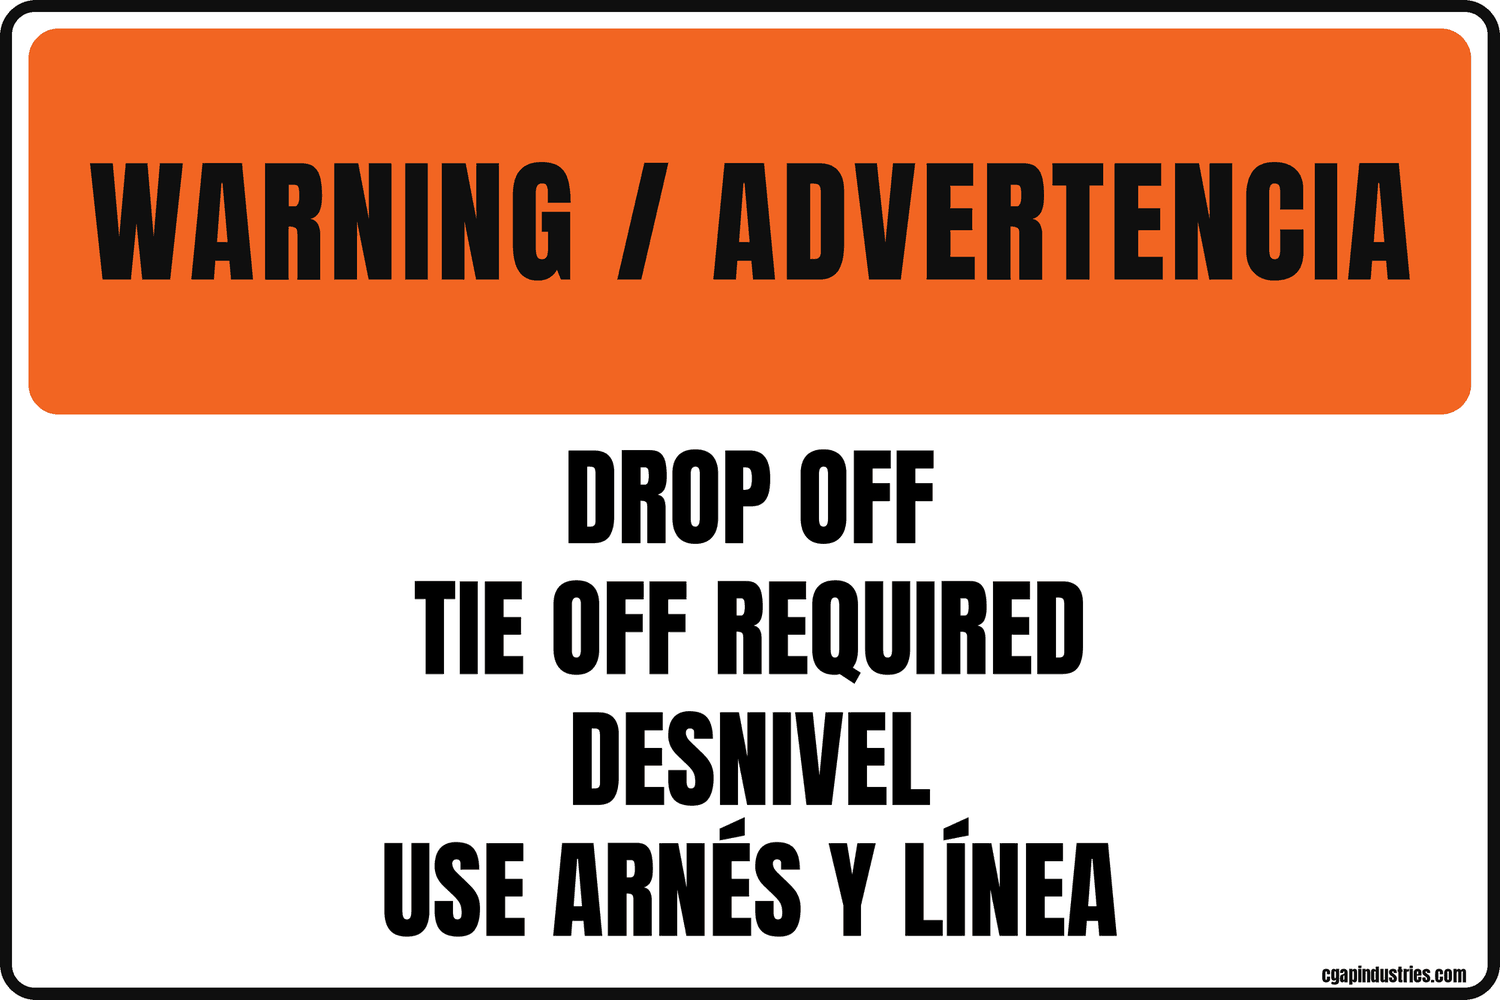 WARNING / ADVERTENCIA
DROP OFF
TIE OFF REQUIRED
DESNIVEL
USE ARNÉS Y LÍNEA
cgapindustries.com